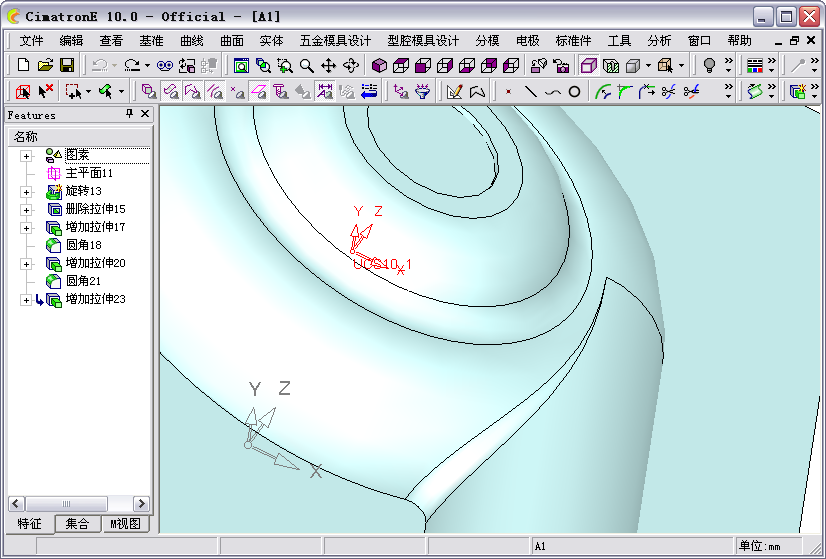 CimatronE 10.0 - Official - [A1]
文件 编辑 查看 基准 曲线 曲面 实体 五金模具设计 型腔模具设计 分模 电极 标准件 工具 分析 窗口 帮助
Features
名称
图素
主平面11
旋转13
删除拉伸15
增加拉伸17
圆角18
增加拉伸20
圆角21
增加拉伸23
Y Z
UCS10_1
X
Y Z
X
特征 集合 M视图
A1 单位:mm